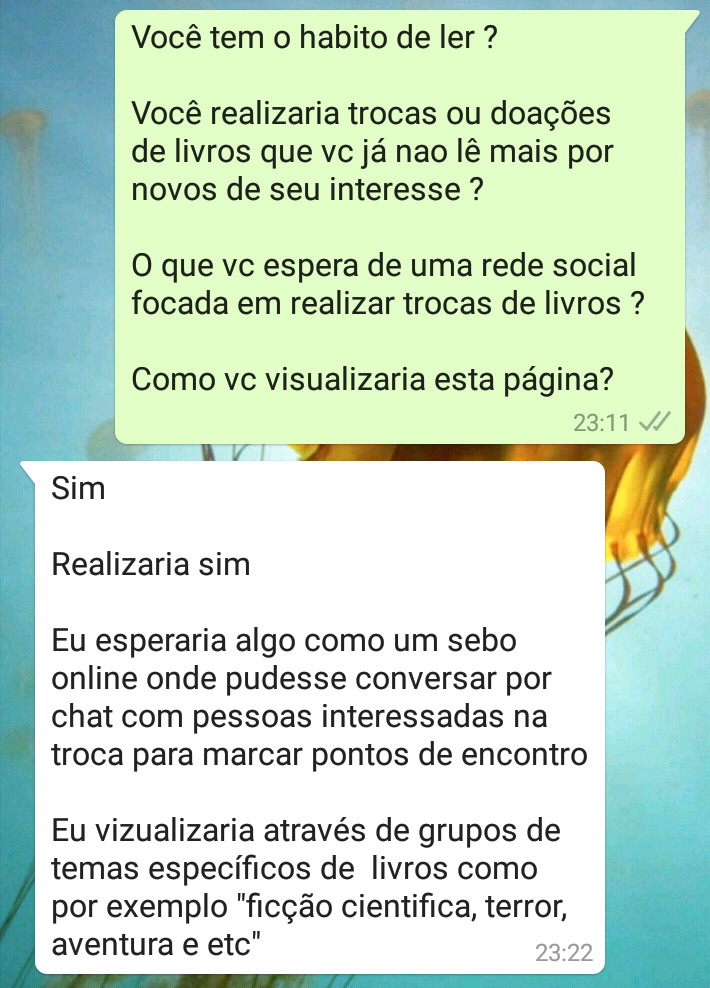 Você tem o habito de ler ?
Você realizaria trocas ou doações
de livros que vc já nao lê mais por
novos de seu interesse ?
O que vc espera de uma rede social
focada em realizar trocas de livros ?
Como vc visualizaria esta página?
23:11
Sim
Realizaria sim
Eu esperaria algo como um sebo
online onde pudesse conversar por
chat com pessoas interessadas na
troca para marcar pontos de encontro
Eu vizualizaria através de grupos de
temas específicos de  livros como
por exemplo "ficção cientifica, terror,
aventura e etc"
23:22